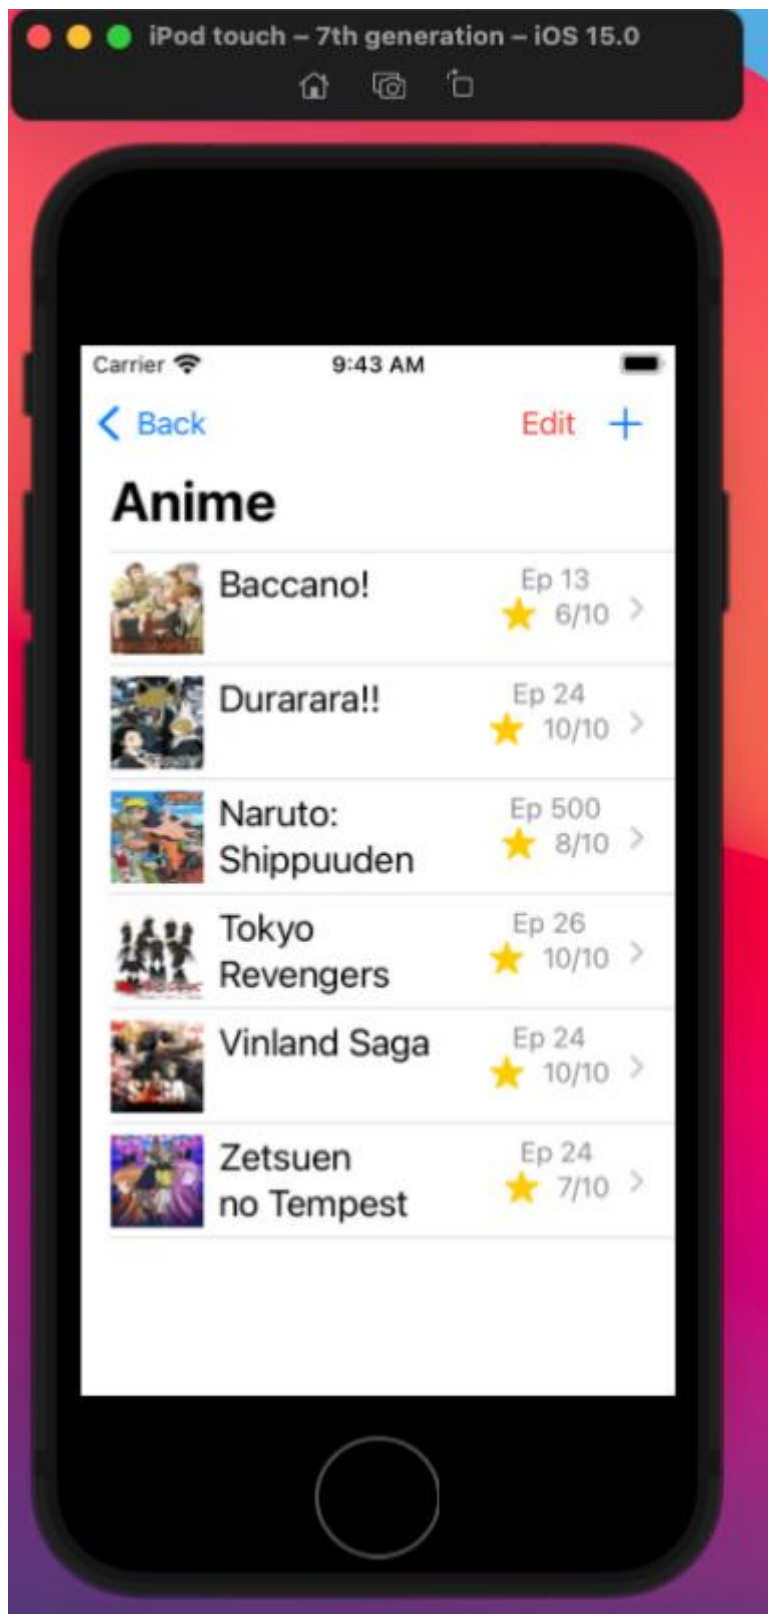 iPod touch – 7th generation – iOS 15.0
Carrier 9:43 AM
Back Edit +
Anime
Baccano! Ep 13
6/10
Durarara!! Ep 24
10/10
Naruto: Ep 500
Shippuuden 8/10
Tokyo Ep 26
Revengers 10/10
Vinland Saga Ep 24
10/10
SAGA
Zetsuen Ep 24
no Tempest 7/10